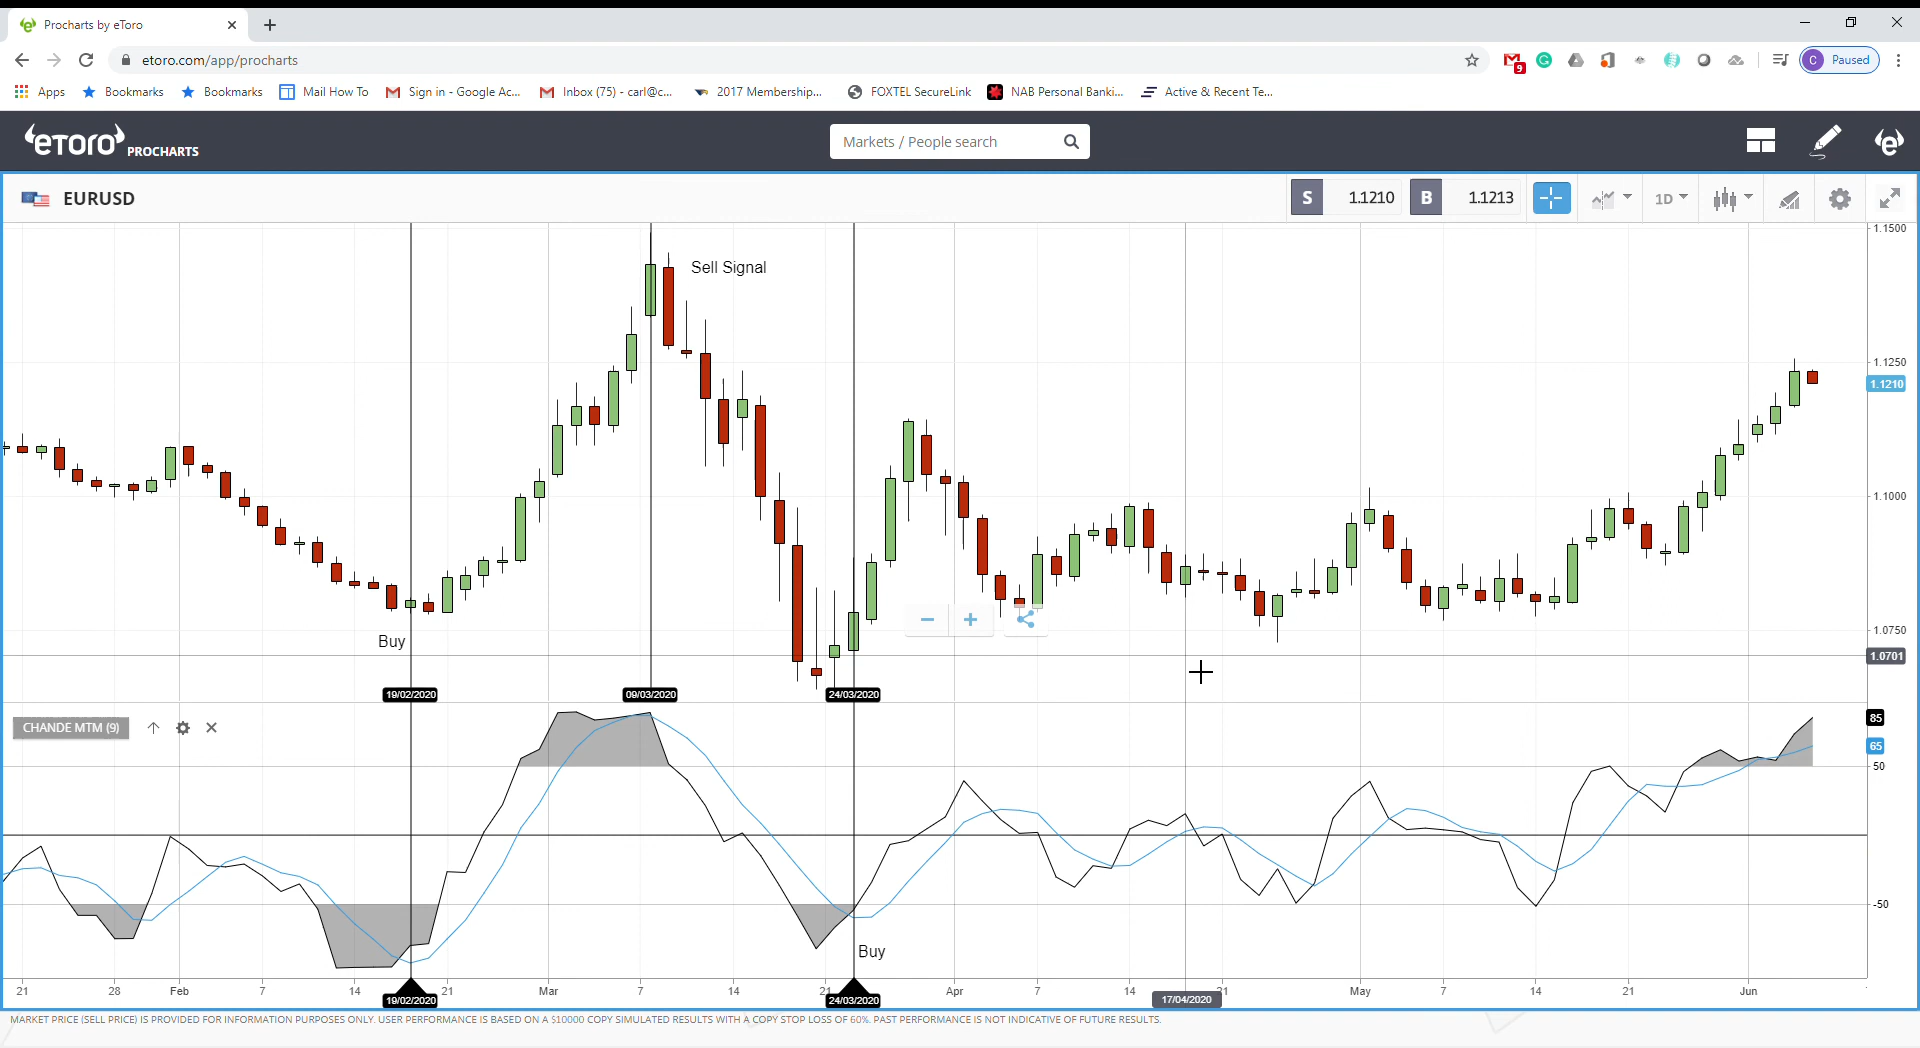 Procharts by eToro
etoro.com/app/procharts
9
C Paused
Apps Bookmarks Bookmarks Mail How To Sign in - Google Ac... Inbox (75) - carl@c... 2017 Membership... FOXTEL SecureLink NAB Personal Banki... Active & Recent Te...
eToro PROCHARTS
Markets / People search
EURUSD
S 1.1210 B 1.1213 1D
1.1500
Sell Signal
1.1250
1.1210
1.1000
1.0750
Buy
1.0701
19/02/2020 09/03/2020 24/03/2020
CHANDE MTM (9)
85
65
50
-50
Buy
21 28 Feb 7 14 21 Mar 7 14 21 Apr 7 14 21 May 7 14 21 Jun
19/02/2020 24/03/2020 17/04/2020
MARKET PRICE (SELL PRICE) IS PROVIDED FOR INFORMATION PURPOSES ONLY. USER PERFORMANCE IS BASED ON A $10000 COPY SIMULATED RESULTS WITH A COPY STOP LOSS OF 60%. PAST PERFORMANCE IS NOT INDICATIVE OF FUTURE RESULTS.